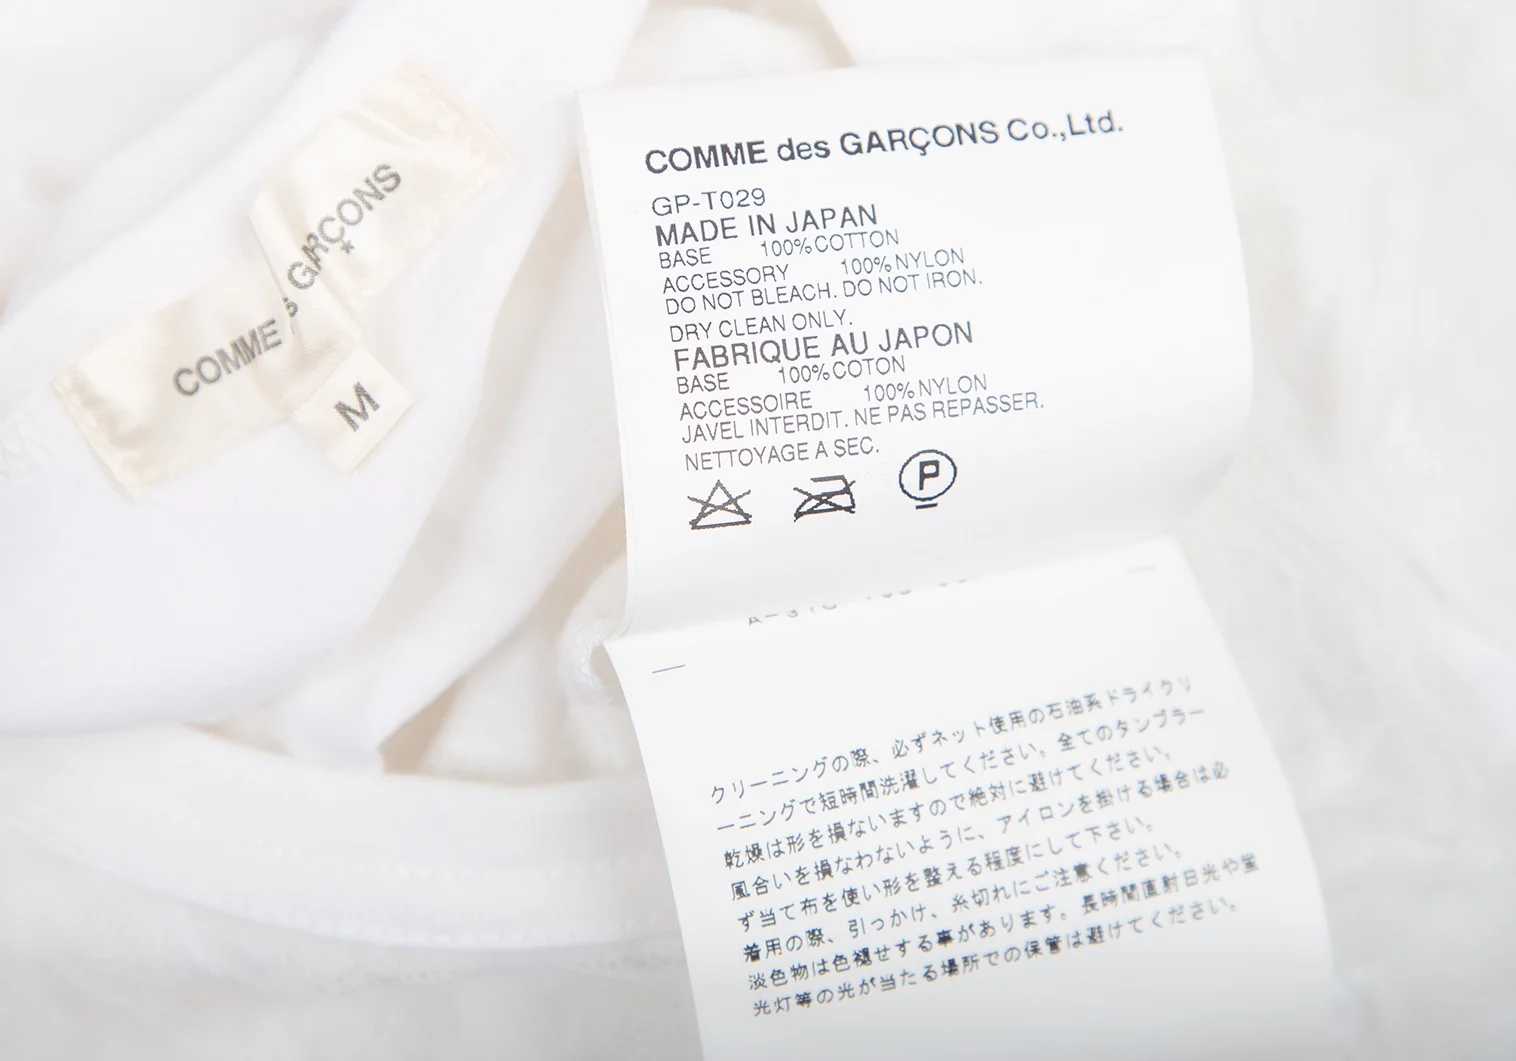 COMME des GARÇONS
*
M
COMME des GARÇONS Co.,Ltd.
GP-T029
MADE IN JAPAN
BASE 100%COTTON
ACCESSORY 100%NYLON
DO NOT BLEACH. DO NOT IRON.
DRY CLEAN ONLY.
FABRIQUE AU JAPON
BASE 100%COTON
ACCESSOIRE 100%NYLON
JAVEL INTERDIT. NE PAS REPASSER.
NETTOYAGE A SEC.
P
クリーニングの際、必ずネット使用の石油系ドライクリ
ーニングで短時間洗濯してください。全てのタンブラー
乾燥は形を損ないますので絶対に避けてください。
風合いを損なわないように、アイロンを掛ける場合は必
ず当て布を使い形を整える程度にして下さい。
着用の際、引っかけ、糸切れにご注意ください。
淡色物は色褪せする事があります。長時間直射日光や蛍
光灯等の光が当たる場所での保管は避けてください。